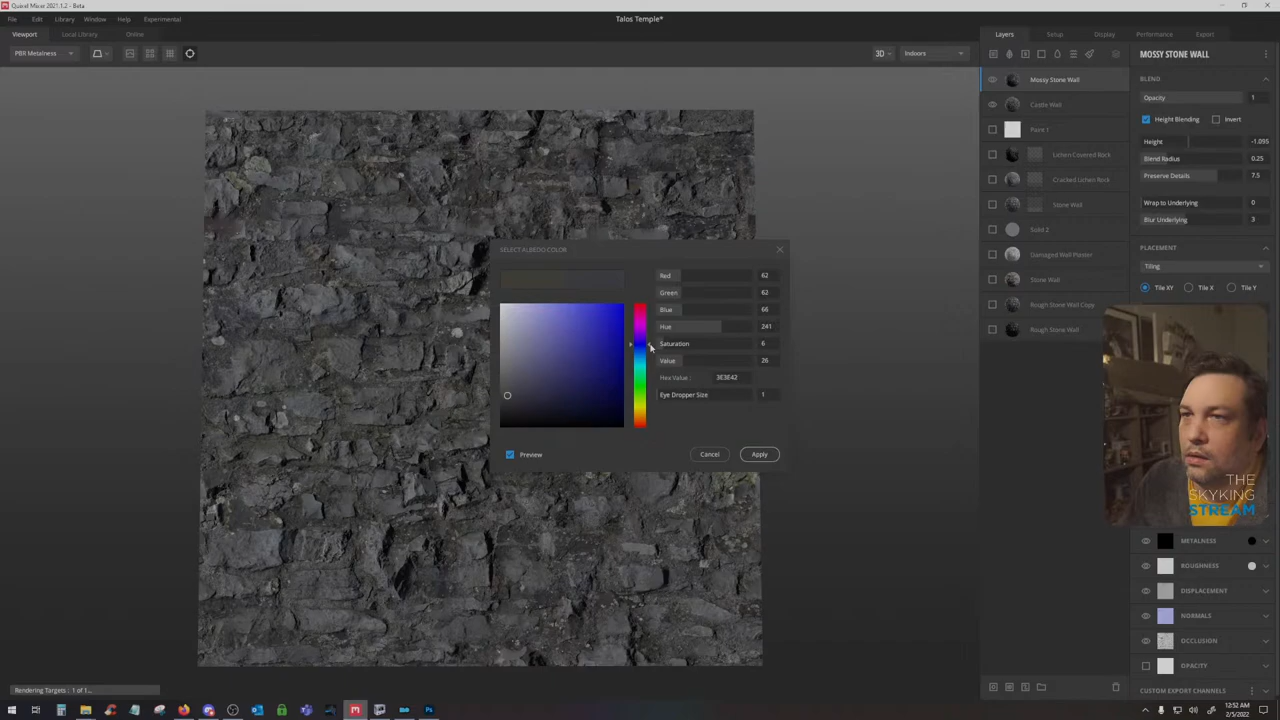 Quixel Mixer 2021.1.2 - Beta
File Edit Library Window Help Experimental
Talos Temple*
Viewport Local Library Online
Layers Setup Display Performance Export
PBR Metalness
3D Indoors
MOSSY STONE WALL
BLEND
Opacity 1
Height Blending Invert
Height -1.095
Blend Radius 0.25
Preserve Details 7.5
Wrap to Underlying 0
Blur Underlying 3
PLACEMENT
Tiling
Tile XY Tile X Tile Y
Mossy Stone Wall
Castle Wall
Paint 1
Lichen Covered Rock
Cracked Lichen Rock
Stone Wall
Solid 2
Damaged Wall Plaster
Stone Wall
Rough Stone Wall Copy
Rough Stone Wall
SELECT ALBEDO COLOR
Red 62
Green 62
Blue 66
Hue 241
Saturation 6
Value 26
Hex Value : 3E3E42
Eye Dropper Size 1
Preview
Cancel Apply
THE
SKYKING
STREAM
METALNESS
ROUGHNESS
DISPLACEMENT
NORMALS
OCCLUSION
OPACITY
CUSTOM EXPORT CHANNELS
Rendering Targets : 1 of 1...
12:52 AM
2/5/2022